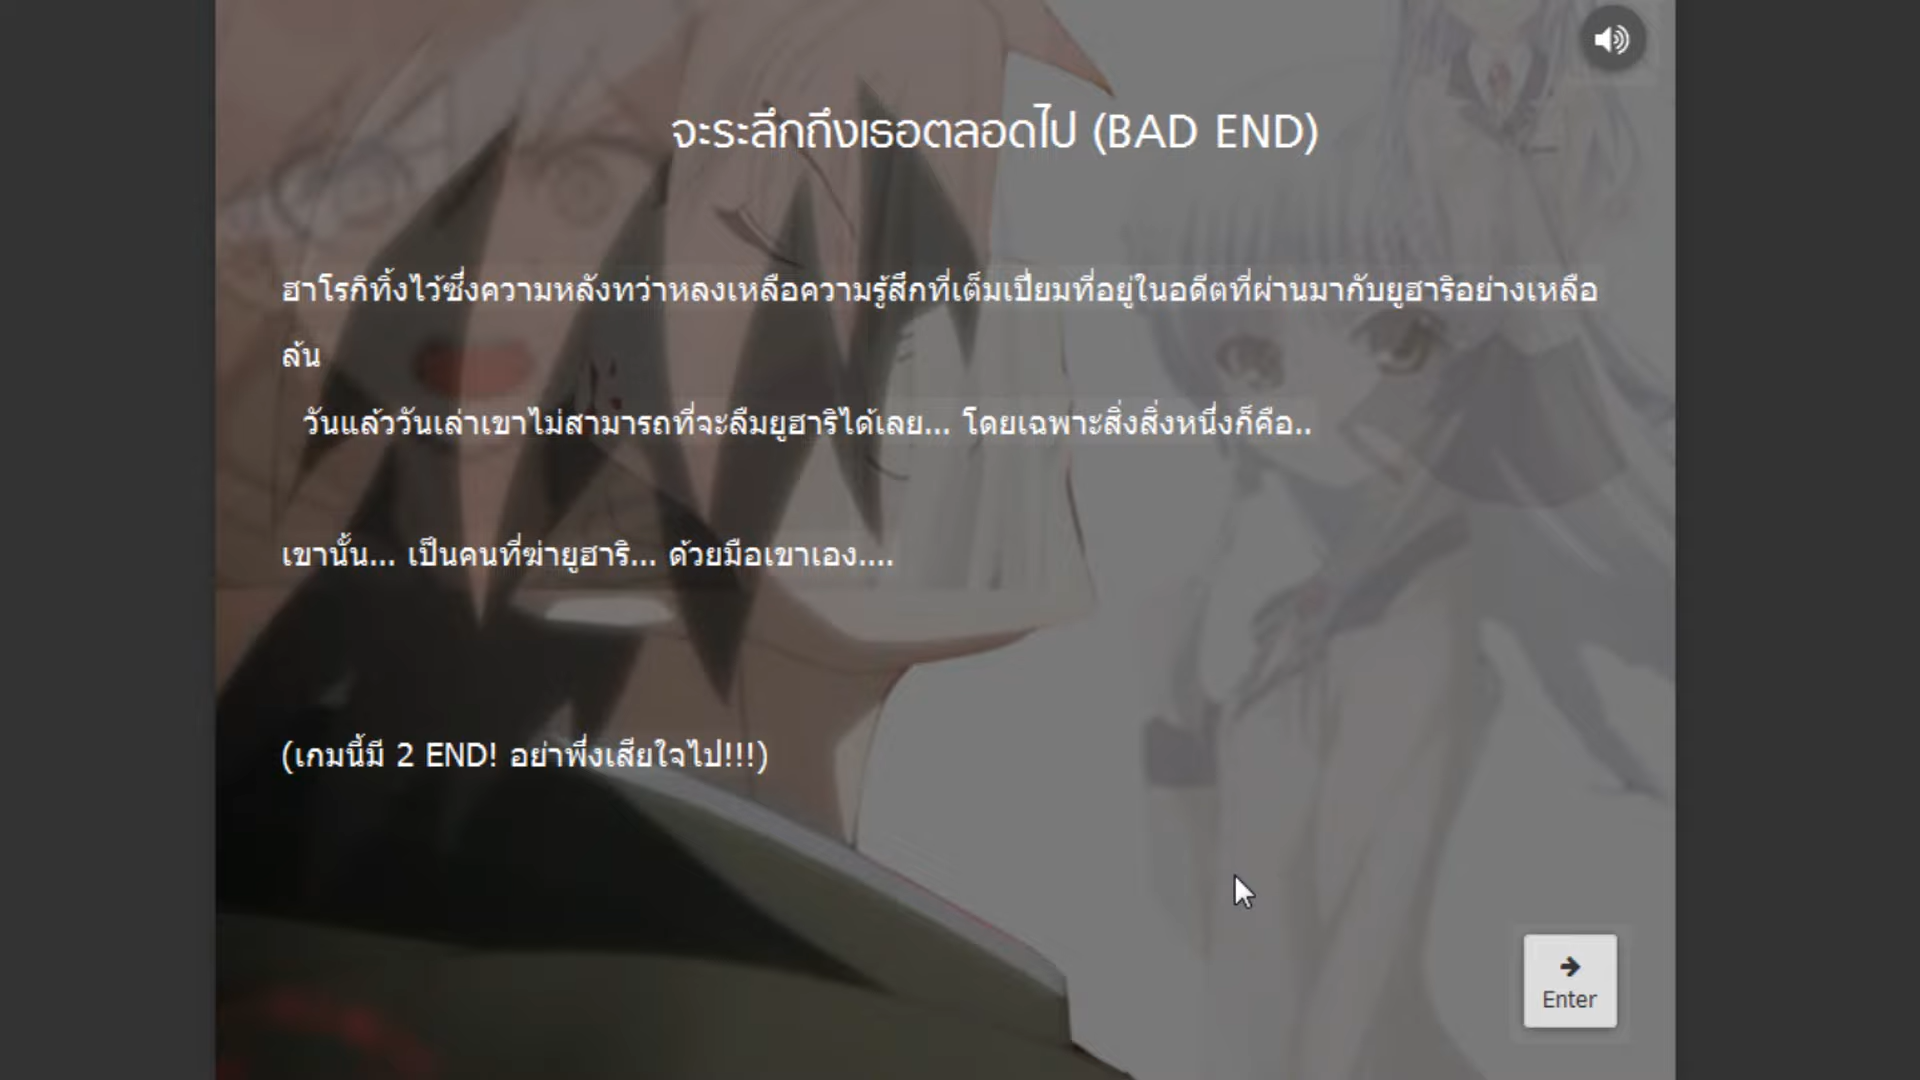 จะระลึกถึงเธอตลอดไป (BAD END)
ฮาโรกิทิ้งไว้ซึ่งความหลังทว่าหลงเหลือความรู้สึกที่เต็มเปี่ยมที่อยู่ในอดีตที่ผ่านมากับยูฮาริอย่างเหลือ
ล้น
วันแล้ววันเล่าเขาไม่สามารถที่จะลืมยูฮาริได้เลย... โดยเฉพาะสิ่งสิ่งหนึ่งก็คือ..
เขานั้น... เป็นคนที่ฆ่ายูฮาริ... ด้วยมือเขาเอง....
(เกมนี้มี 2 END! อย่าพึ่งเสียใจไป!!!)
Enter